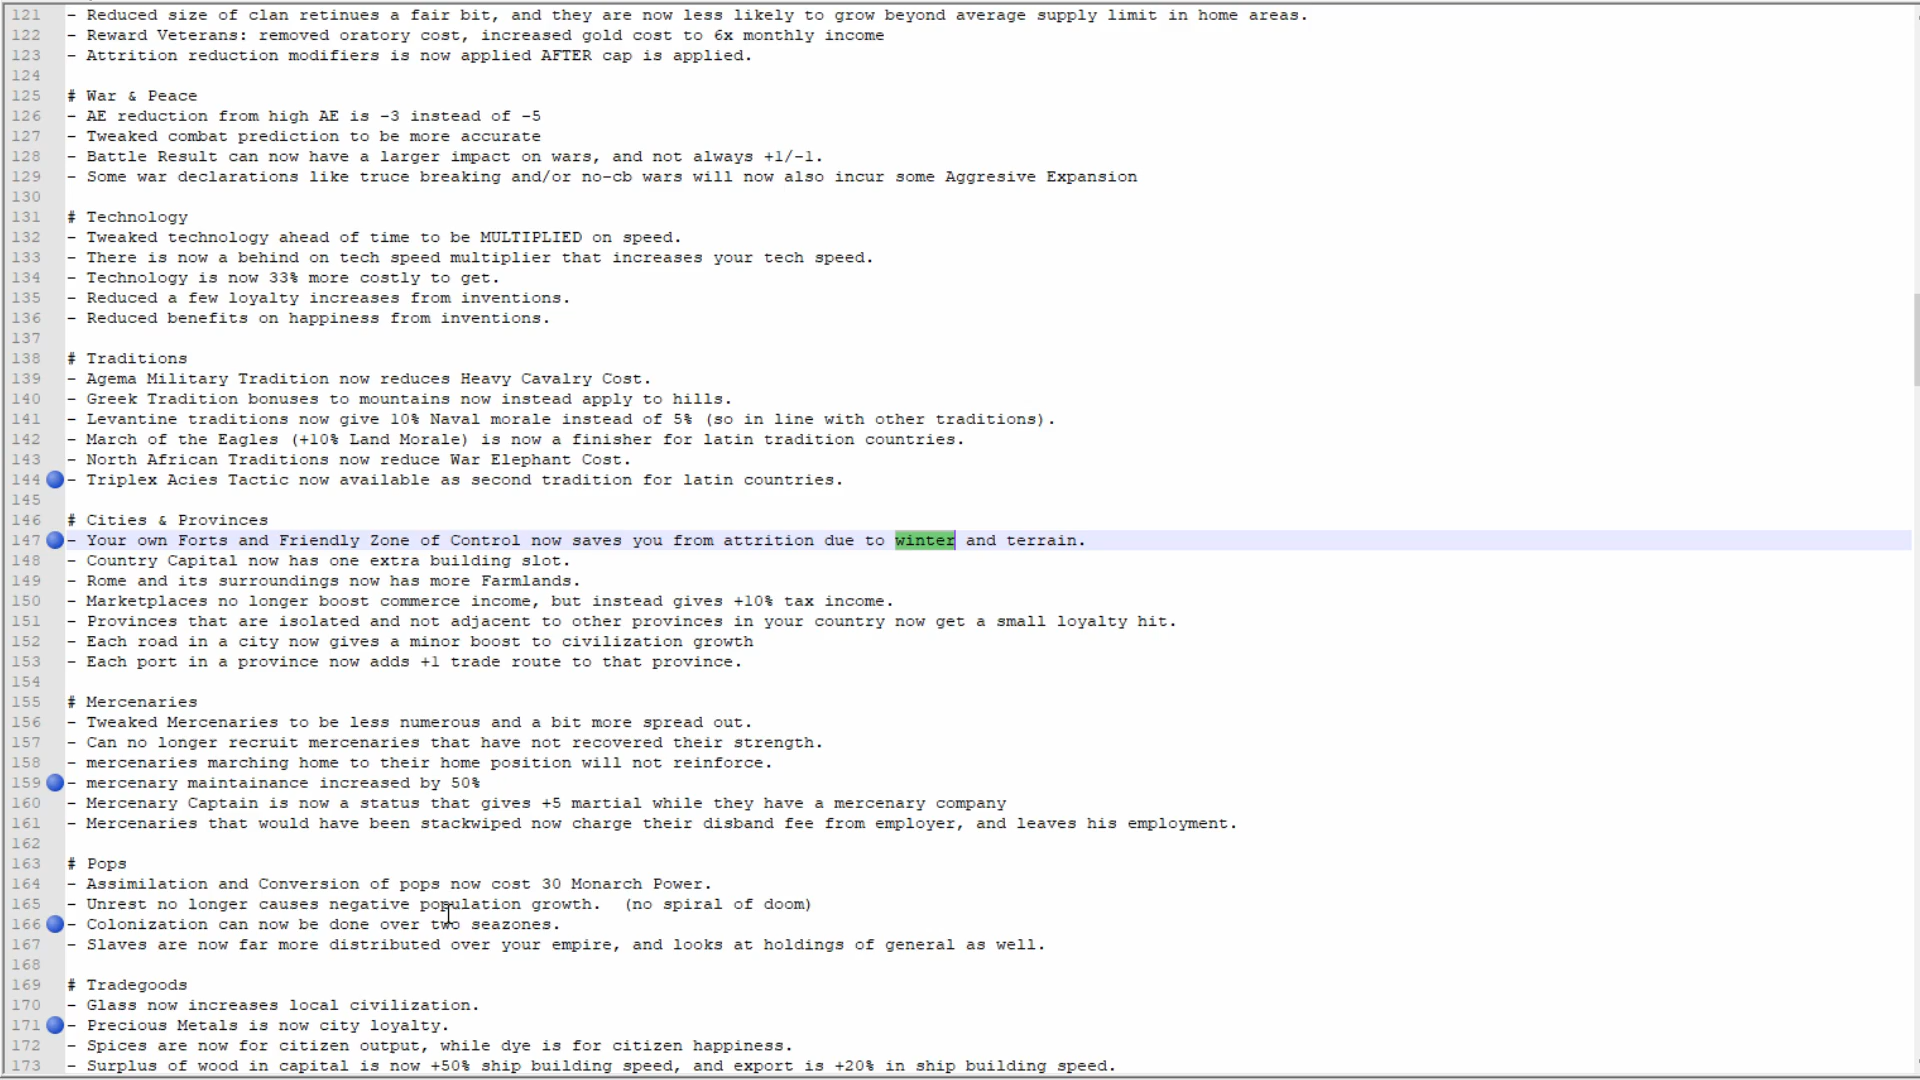 121 - Reduced size of clan retinues a fair bit, and they are now less likely to grow beyond average supply limit in home areas.
122 - Reward Veterans: removed oratory cost, increased gold cost to 6x monthly income
123 - Attrition reduction modifiers is now applied AFTER cap is applied.
124
125 # War & Peace
126 - AE reduction from high AE is -3 instead of -5
127 - Tweaked combat prediction to be more accurate
128 - Battle Result can now have a larger impact on wars, and not always +1/-1.
129 - Some war declarations like truce breaking and/or no-cb wars will now also incur some Aggresive Expansion
130
131 # Technology
132 - Tweaked technology ahead of time to be MULTIPLIED on speed.
133 - There is now a behind on tech speed multiplier that increases your tech speed.
134 - Technology is now 33% more costly to get.
135 - Reduced a few loyalty increases from inventions.
136 - Reduced benefits on happiness from inventions.
137
138 # Traditions
139 - Agema Military Tradition now reduces Heavy Cavalry Cost.
140 - Greek Tradition bonuses to mountains now instead apply to hills.
141 - Levantine traditions now give 10% Naval morale instead of 5% (so in line with other traditions).
142 - March of the Eagles (+10% Land Morale) is now a finisher for latin tradition countries.
143 - North African Traditions now reduce War Elephant Cost.
144 - Triplex Acies Tactic now available as second tradition for latin countries.
145
146 # Cities & Provinces
147 - Your own Forts and Friendly Zone of Control now saves you from attrition due to winter and terrain.
148 - Country Capital now has one extra building slot.
149 - Rome and its surroundings now has more Farmlands.
150 - Marketplaces no longer boost commerce income, but instead gives +10% tax income.
151 - Provinces that are isolated and not adjacent to other provinces in your country now get a small loyalty hit.
152 - Each road in a city now gives a minor boost to civilization growth
153 - Each port in a province now adds +1 trade route to that province.
154
155 # Mercenaries
156 - Tweaked Mercenaries to be less numerous and a bit more spread out.
157 - Can no longer recruit mercenaries that have not recovered their strength.
158 - mercenaries marching home to their home position will not reinforce.
159 - mercenary maintainance increased by 50%
160 - Mercenary Captain is now a status that gives +5 martial while they have a mercenary company
161 - Mercenaries that would have been stackwiped now charge their disband fee from employer, and leaves his employment.
162
163 # Pops
164 - Assimilation and Conversion of pops now cost 30 Monarch Power.
165 - Unrest no longer causes negative population growth.  (no spiral of doom)
166 - Colonization can now be done over two seazones.
167 - Slaves are now far more distributed over your empire, and looks at holdings of general as well.
168
169 # Tradegoods
170 - Glass now increases local civilization.
171 - Precious Metals is now city loyalty.
172 - Spices are now for citizen output, while dye is for citizen happiness.
173 - Surplus of wood in capital is now +50% ship building speed, and export is +20% in ship building speed.